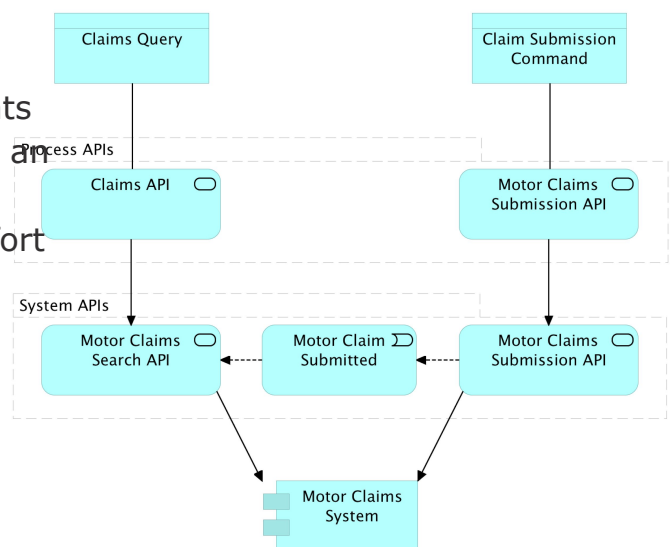 Claims Query
Claim Submission
Command
ts
an
Process APIs
Claims API
Motor Claims
Submission API
fort
System APIs
Motor Claims
Search API
Motor Claim
Submitted
Motor Claims
Submission API
Motor Claims
System